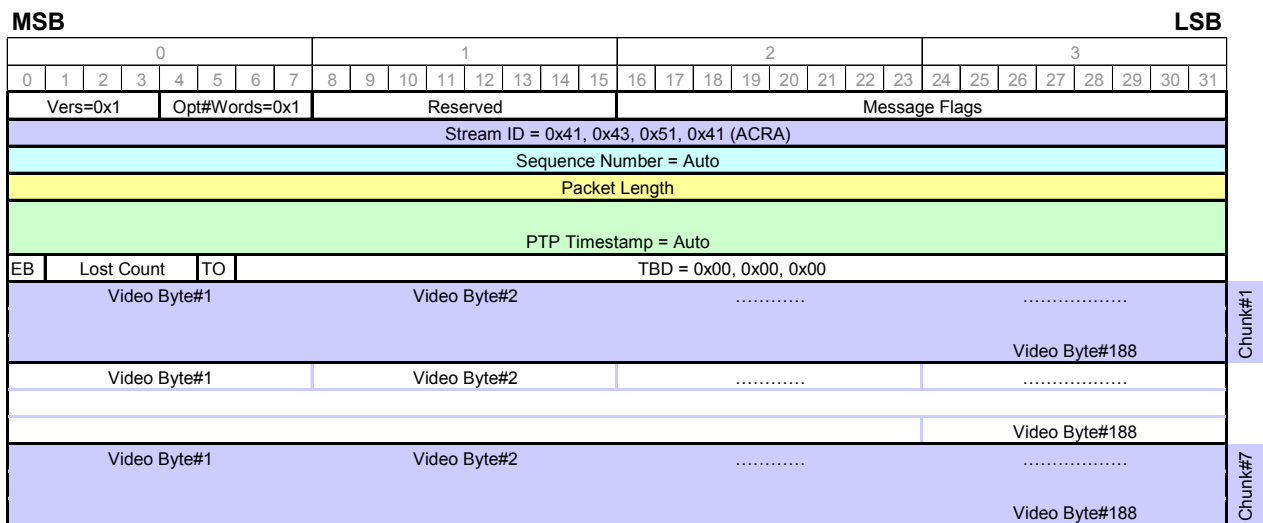 MSB LSB
0 1 2 3
0 1 2 3 4 5 6 7 8 9 10 11 12 13 14 15 16 17 18 19 20 21 22 23 24 25 26 27 28 29 30 31
Vers=0x1 Opt#Words=0x1 Reserved Message Flags
Stream ID = 0x41, 0x43, 0x51, 0x41 (ACRA)
Sequence Number = Auto
Packet Length
PTP Timestamp = Auto
EB Lost Count TO TBD = 0x00, 0x00, 0x00
Video Byte#1 Video Byte#2 ………… ………………
Video Byte#188
Chunk#1
Video Byte#1 Video Byte#2 ………… ………………
Video Byte#188
Video Byte#1 Video Byte#2 ………… ………………
Video Byte#188
Chunk#7